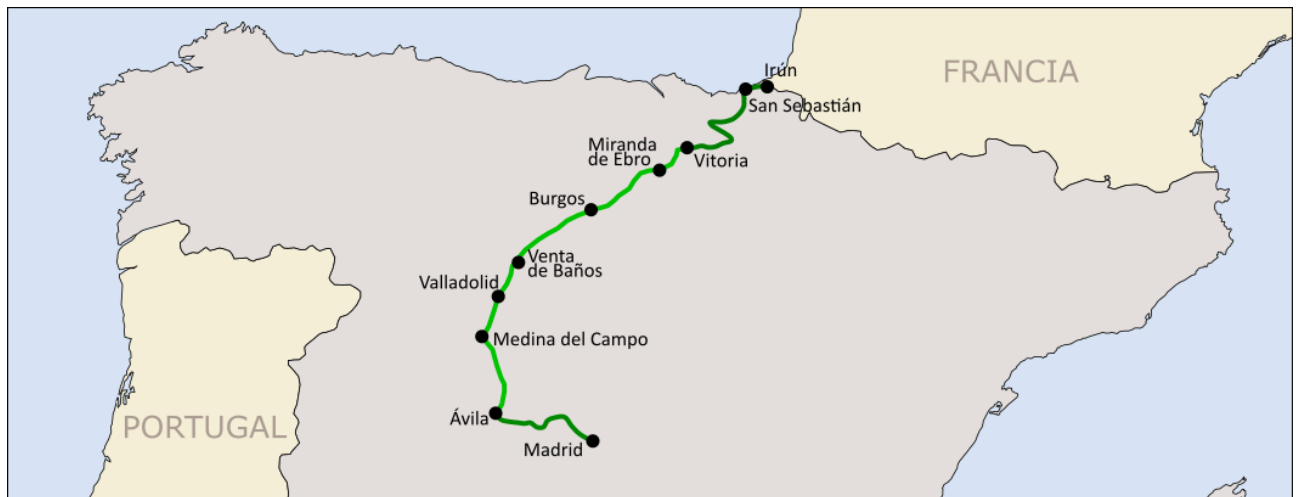 Irún
FRANCIA
San Sebastián
Miranda
de Ebro
Vitoria
Burgos
Venta
de Baños
Valladolid
Medina del Campo
Ávila
PORTUGAL
Madrid